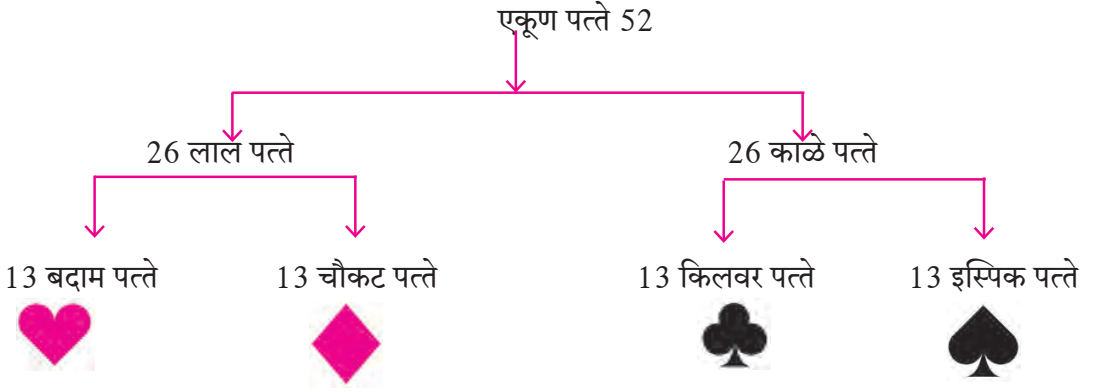 एकूण पत्ते 52
26 लाल पत्ते 26 काळे पत्ते
13 बदाम पत्ते 13 चौकट पत्ते 13 किलवर पत्ते 13 इस्पिक पत्ते